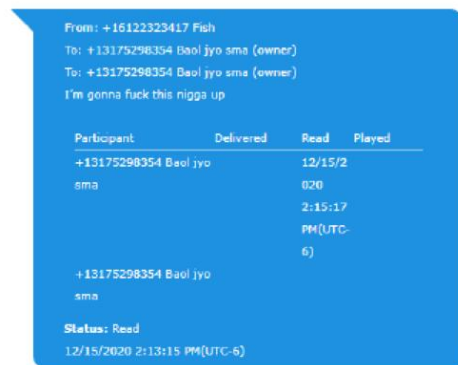 From: +16122323417 Fish
To: +13175298354 Baol jyo sma (owner)
To: +13175298354 Baol jyo sma (owner)
I'm gonna fuck this nigga up
Participant Delivered Read Played
+13175298354 Baol jyo 12/15/2
sma 020
2:15:17
PM(UTC-
6)
+13175298354 Baol jyo
sma
Status: Read
12/15/2020 2:13:15 PM(UTC-6)